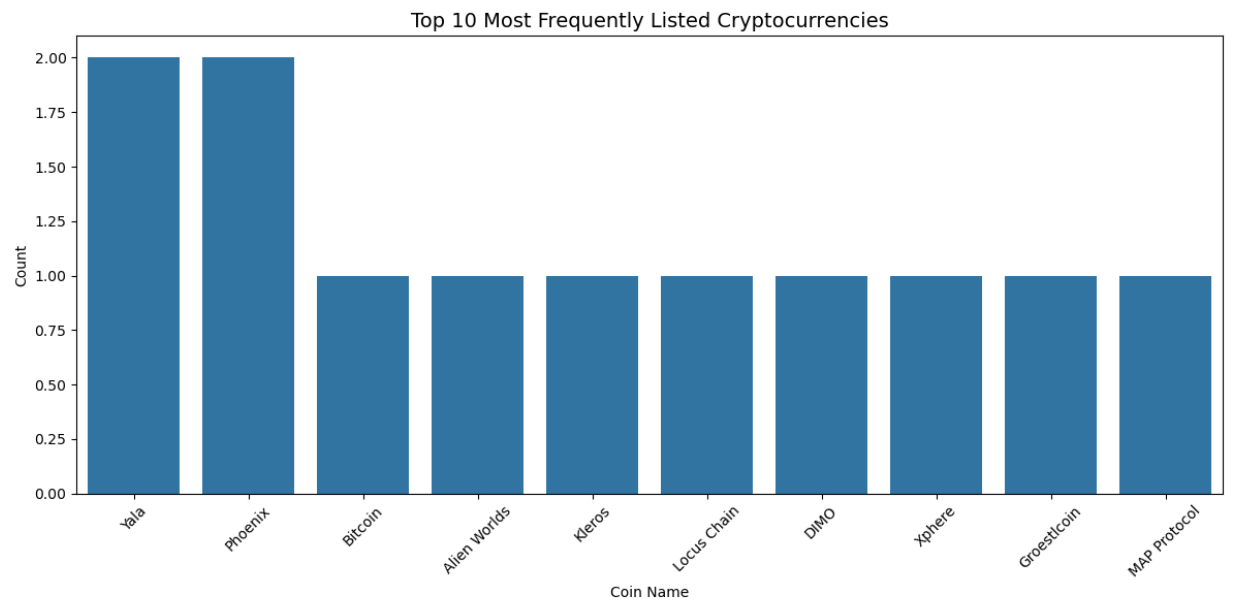 Top 10 Most Frequently Listed Cryptocurrencies
Count
2.00
1.75
1.50
1.25
1.00
0.75
0.50
0.25
0.00
Yala
Phoenix
Bitcoin
Alien Worlds
Kleros
Locus Chain
DIMO
Xphere
Groestlcoin
MAP Protocol
Coin Name